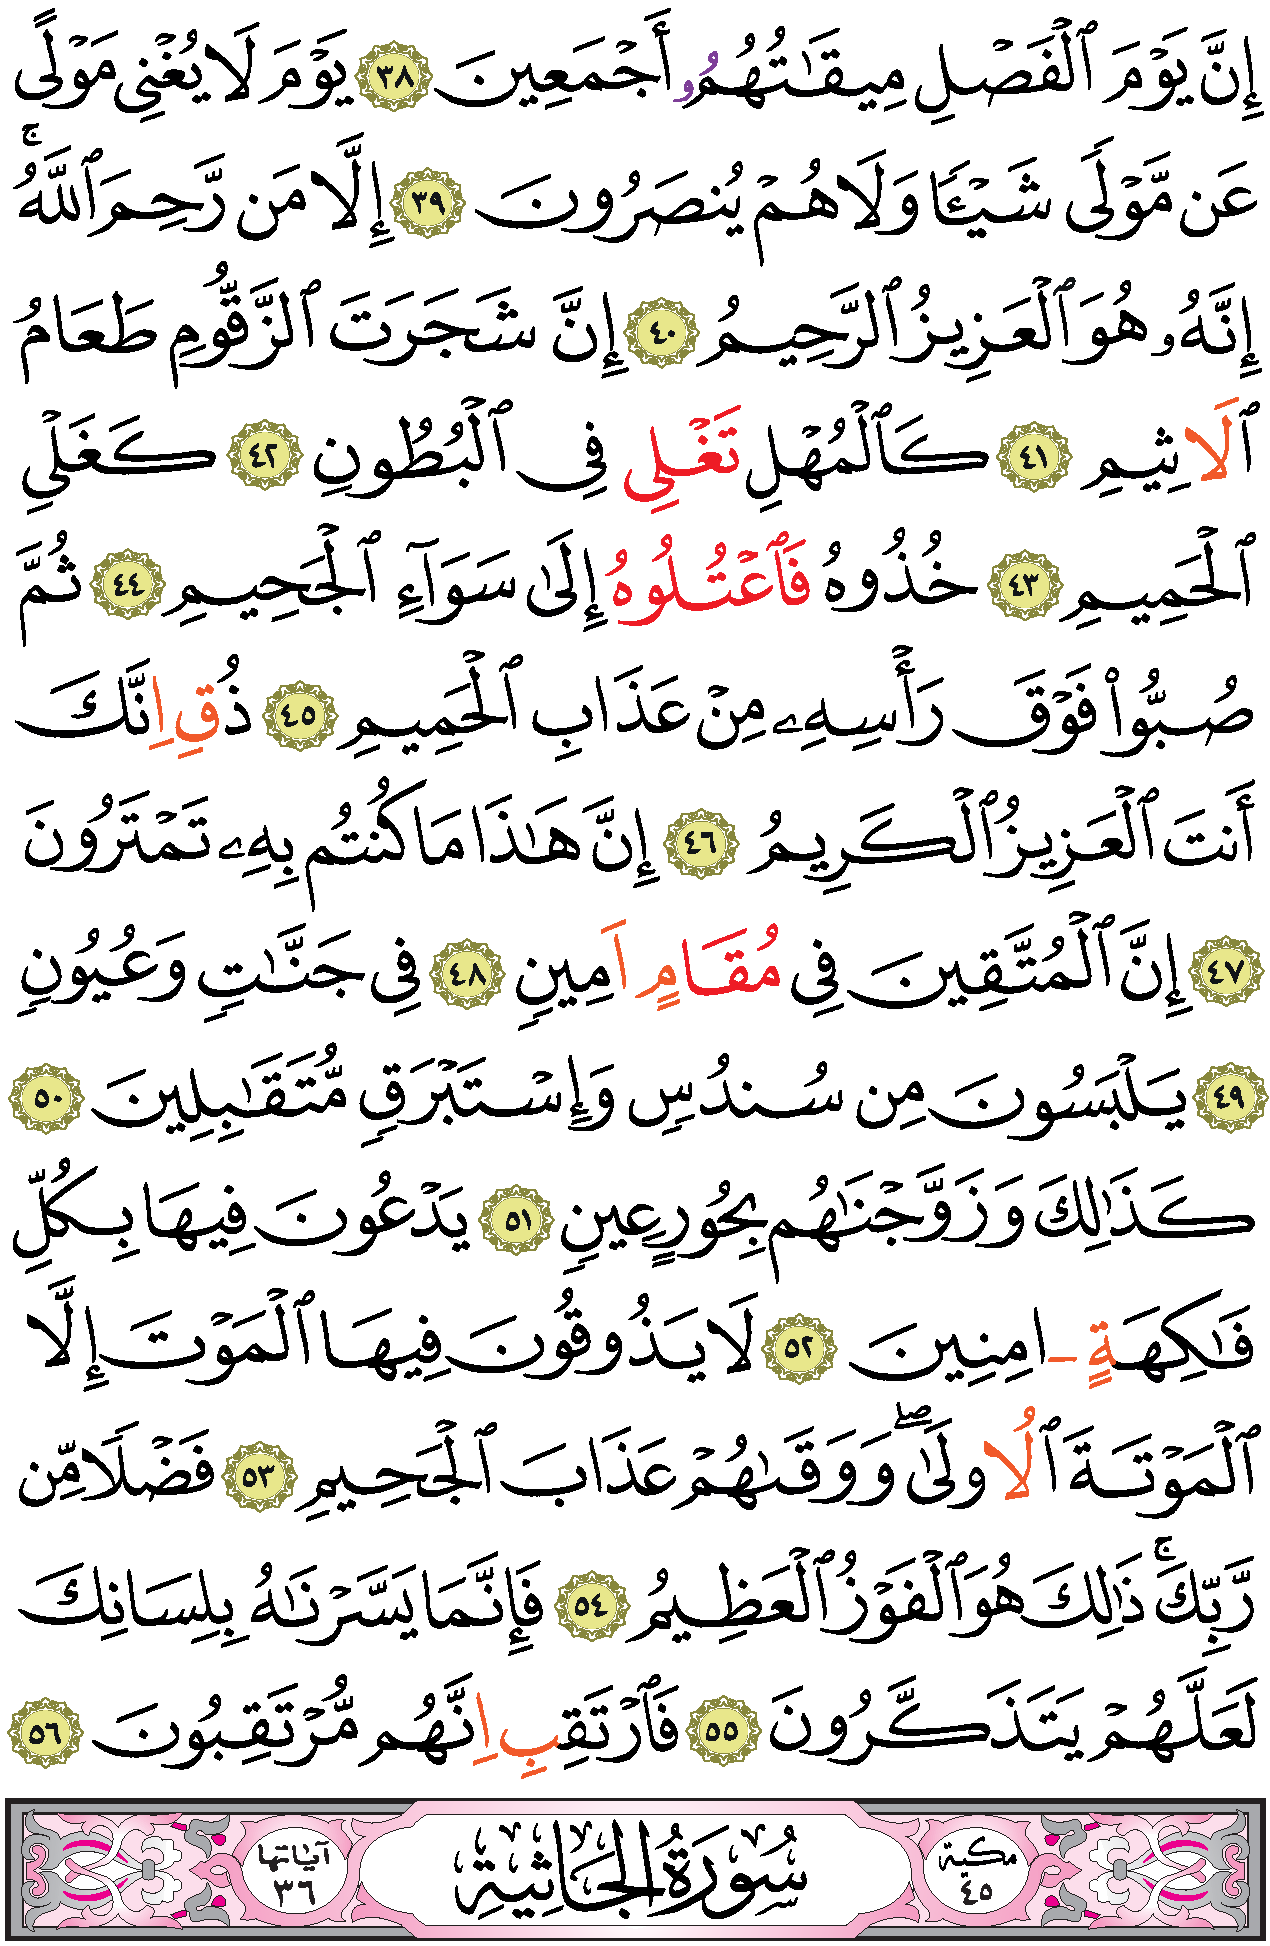 إِنَّ يَوْمَ ٱلْفَصْلِ مِيقَٰتُهُمُۥ أَجْمَعِينَ ٣٨ يَوْمَ لَا يُغْنِى مَوْلًى
عَن مَّوْلًى شَيْـًٔا وَلَا هُمْ يُنصَرُونَ ٣٩ إِلَّا مَن رَّحِمَ ٱللَّهُۚ
إِنَّهُۥ هُوَ ٱلْعَزِيزُ ٱلرَّحِيمُ ٤٠ إِنَّ شَجَرَتَ ٱلزَّقُّومِ طَعَامُ
ٱلَاثِيمِ ٤١ كَٱلْمُهْلِ تَغْلِى فِى ٱلْبُطُونِ ٤٢ كَغَلْىِ
ٱلْحَمِيمِ ٤٣ خُذُوهُ فَٱعْتُلُوهُ إِلَىٰ سَوَآءِ ٱلْجَحِيمِ ٤٤ ثُمَّ
صُبُّوا۟ فَوْقَ رَأْسِهِۦ مِنْ عَذَابِ ٱلْحَمِيمِ ٤٥ ذُقِ اِنَّكَ
أَنتَ ٱلْعَزِيزُ ٱلْكَرِيمُ ٤٦ إِنَّ هَٰذَا مَا كُنتُم بِهِۦ تَمْتَرُونَ
٤٧ إِنَّ ٱلْمُتَّقِينَ فِى مُقَامٍ اَمِينٍ ٤٨ فِى جَنَّٰتٍ وَعُيُونٍ
٤٩ يَلْبَسُونَ مِن سُندُسٍ وَإِسْتَبْرَقٍ مُّتَقَٰبِلِينَ ٥٠
كَذَٰلِكَ وَزَوَّجْنَٰهُم بِحُورٍ عِينٍ ٥١ يَدْعُونَ فِيهَا بِكُلِّ
فَٰكِهَةٍ ـامِنِينَ ٥٢ لَا يَذُوقُونَ فِيهَا ٱلْمَوْتَ إِلَّا
ٱلْمَوْتَةَ ٱلُاولَىٰۖ وَوَقَىٰهُمْ عَذَابَ ٱلْجَحِيمِ ٥٣ فَضْلًا مِّن
رَّبِّكَۚ ذَٰلِكَ هُوَ ٱلْفَوْزُ ٱلْعَظِيمُ ٥٤ فَإِنَّمَا يَسَّرْنَٰهُ بِلِسَانِكَ
لَعَلَّهُمْ يَتَذَكَّرُونَ ٥٥ فَٱرْتَقِبِ اِنَّهُم مُّرْتَقِبُونَ ٥٦
مكية ٤٥ سُورَةُ الجَاثِيَةِ آياتها ٣٦